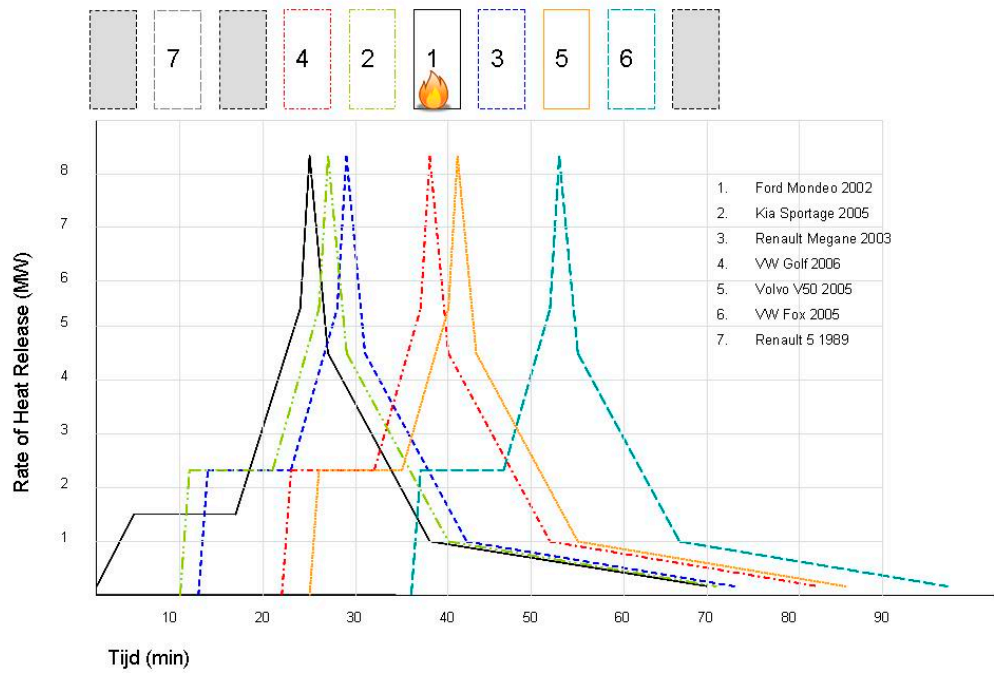 7 4 2 1 3 5 6
8
7
6
5
4
3
2
1
Rate of Heat Release (MW)
1. Ford Mondeo 2002
2. Kia Sportage 2005
3. Renault Megane 2003
4. VW Golf 2006
5. Volvo V50 2005
6. VW Fox 2005
7. Renault 5 1989
10 20 30 40 50 60 70 80 90
Tijd (min)